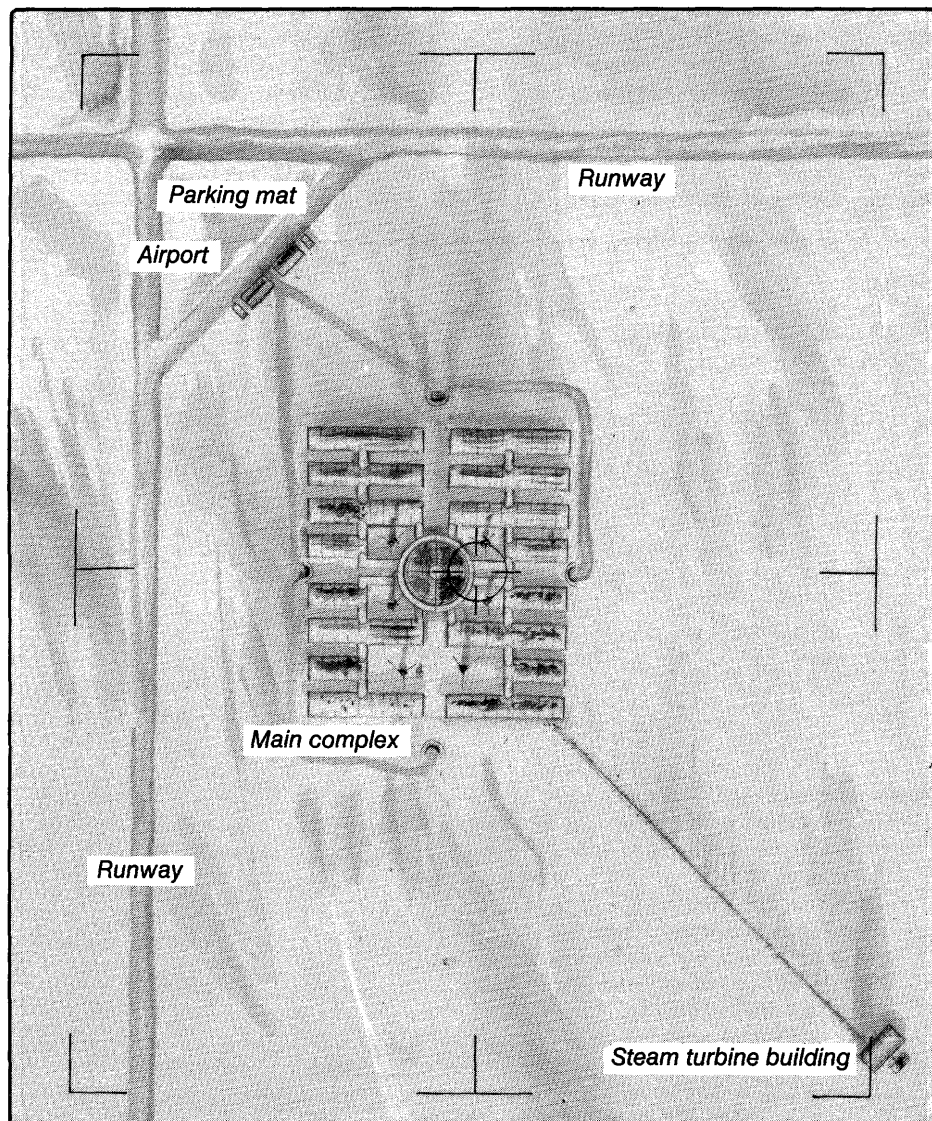 Runway
Parking mat
Airport
Main complex
Runway
Steam turbine building